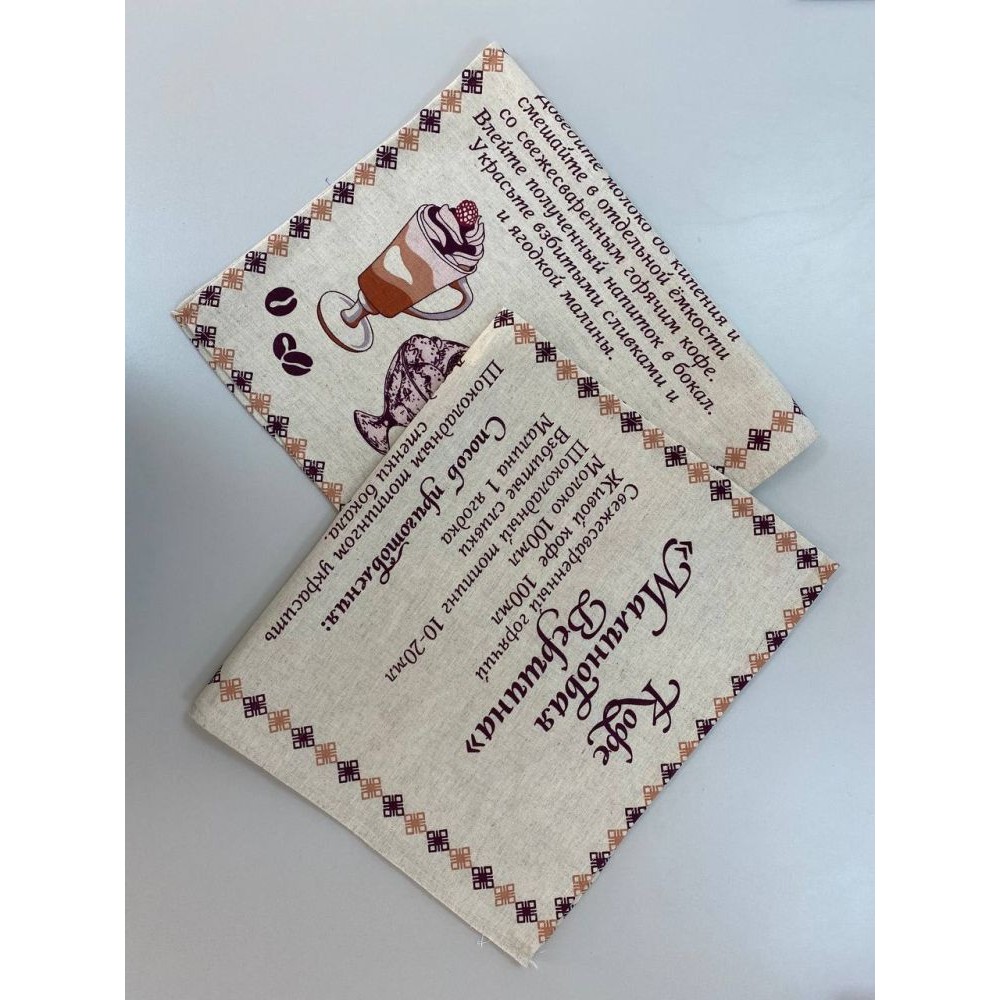 Кофе
«Малиновая
Вершина»
Свежесваренный горячий
Живой кофе 100мл
Молоко 100мл
Шоколадный топпинг 10-20мл
Взбитые сливки
Малина 1 ягодка
Способ приготовления:
Шоколадным топпингом украсить
стенки бокала.
Доведите молоко до кипения и
смешайте в отдельной ёмкости
со свежесваренным горячим кофе.
Влейте полученный напиток в бокал.
Украсьте взбитыми сливками и
и ягодкой малины.